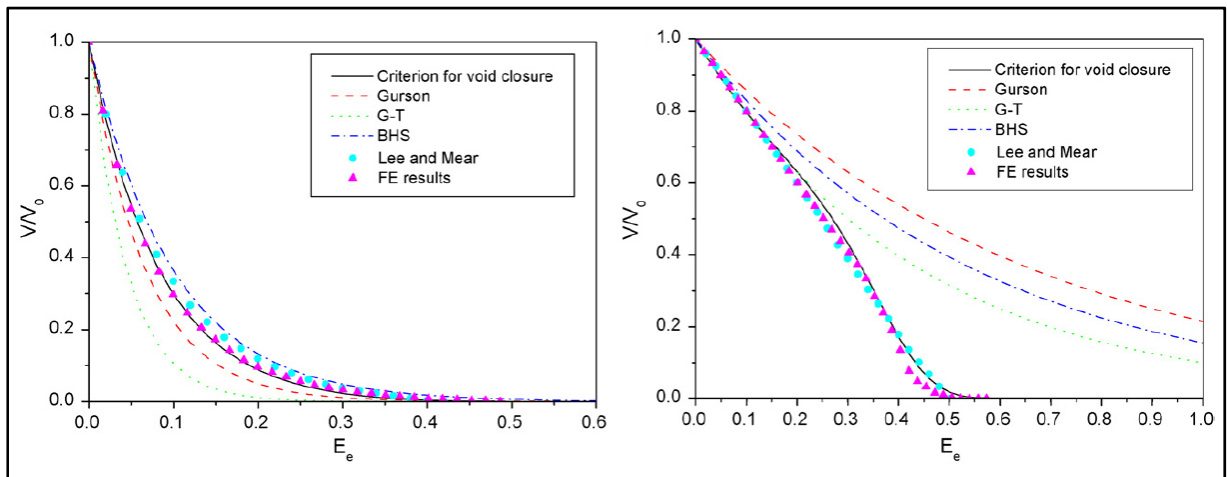 1.0
0.8
0.6
0.4
0.2
0.0
V/V₀
Criterion for void closure
Gurson
G-T
BHS
Lee and Mear
FE results
0.0 0.1 0.2 0.3 0.4 0.5 0.6
Eₑ
1.0
0.8
0.6
0.4
0.2
0.0
V/V₀
Criterion for void closure
Gurson
G-T
BHS
Lee and Mear
FE results
0.0 0.1 0.2 0.3 0.4 0.5 0.6 0.7 0.8 0.9 1.0
Eₑ